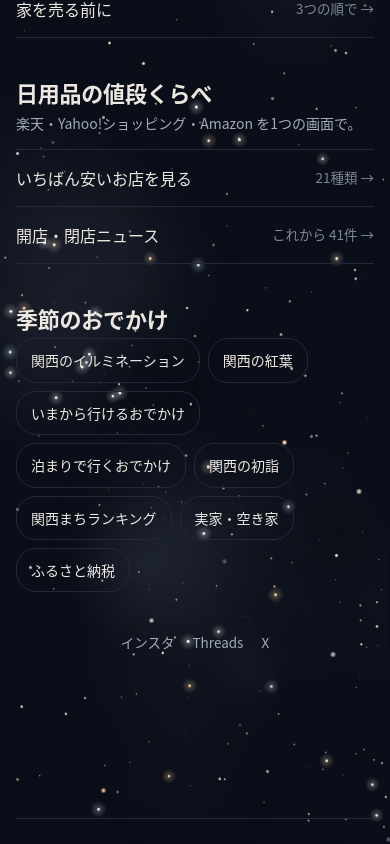 家を売る前に 3つの順で →
日用品の値段くらべ
楽天・Yahoo!ショッピング・Amazon を1つの画面で。
いちばん安いお店を見る 21種類 →
開店・閉店ニュース これから 41件 →
季節のおでかけ
関西のイルミネーション 関西の紅葉
いまから行けるおでかけ
泊まりで行くおでかけ 関西の初詣
関西まちランキング 実家・空き家
ふるさと納税
インスタ Threads X